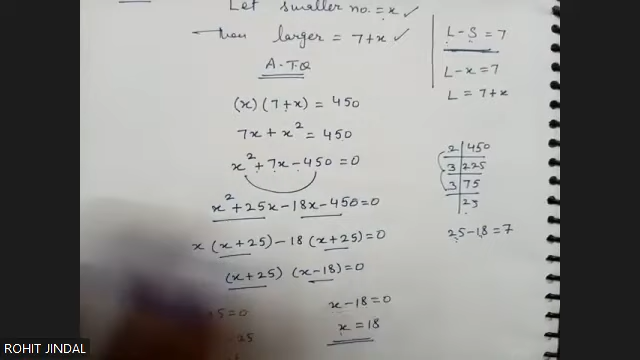 Let smaller no. = x ✓
then larger = 7+x ✓
A.T.Q
(x) (7+x) = 450
7x + x² = 450
x² + 7x - 450 = 0
x² + 25x - 18x - 450 = 0
x (x+25) - 18 (x+25) = 0
(x+25) (x-18) = 0
5 = 0
- 25
x - 18 = 0
x = 18
L - S = 7
L - x = 7
L = 7+x
2 | 450
3 | 225
3 | 75
25 - 18 = 7
ROHIT JINDAL